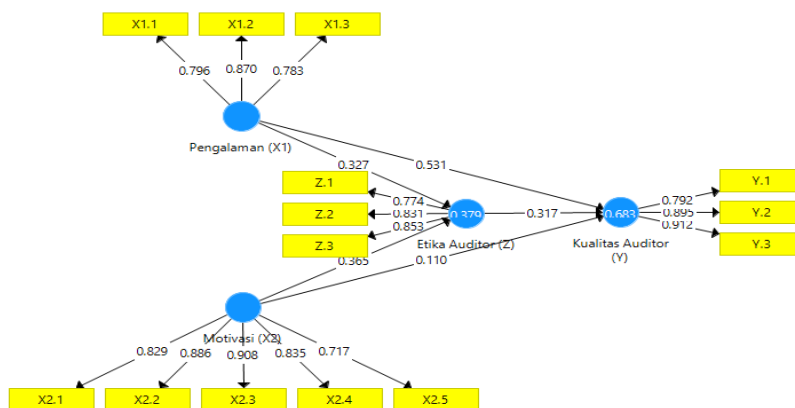 X1.1 X1.2 X1.3
0.796 0.870 0.783
Pengalaman (X1)
0.327 0.531
Z.1
Z.2
Z.3
0.774
0.831
0.853
0.379
Etika Auditor (Z)
0.317
0.683
Kualitas Auditor
(Y)
0.792
0.895
0.912
Y.1
Y.2
Y.3
0.365
0.110
Motivasi (X2)
0.829 0.886 0.908 0.835 0.717
X2.1 X2.2 X2.3 X2.4 X2.5